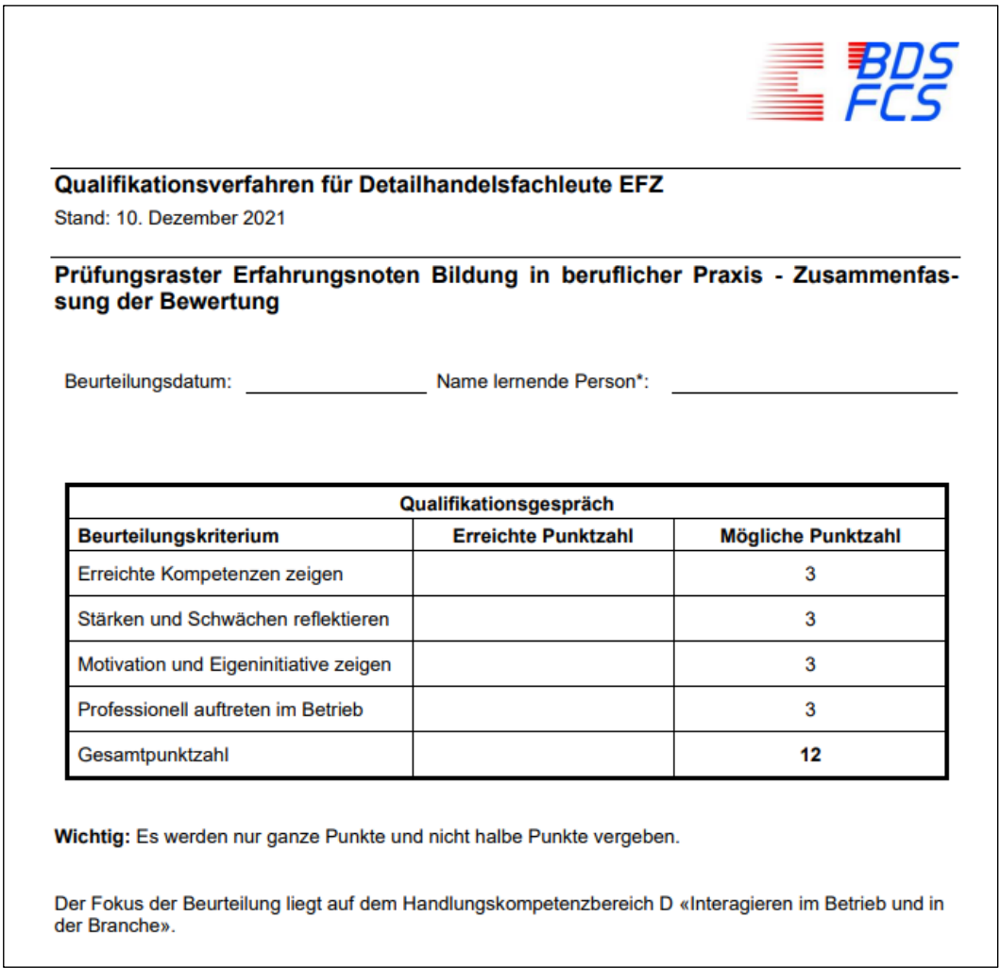 BDS
FCS
Qualifikationsverfahren für Detailhandelsfachleute EFZ
Stand: 10. Dezember 2021
Prüfungsraster Erfahrungsnoten Bildung in beruflicher Praxis - Zusammenfas-
sung der Bewertung
Beurteilungsdatum: Name lernende Person*:
Qualifikationsgespräch
Beurteilungskriterium Erreichte Punktzahl Mögliche Punktzahl
Erreichte Kompetenzen zeigen 3
Stärken und Schwächen reflektieren 3
Motivation und Eigeninitiative zeigen 3
Professionell auftreten im Betrieb 3
Gesamtpunktzahl 12
Wichtig: Es werden nur ganze Punkte und nicht halbe Punkte vergeben.
Der Fokus der Beurteilung liegt auf dem Handlungskompetenzbereich D «Interagieren im Betrieb und in
der Branche».